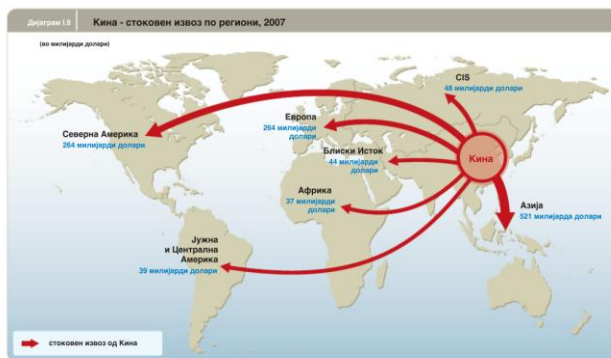 Дијаграм I.8 Кина - стоковен извоз по региони, 2007
(во милијарди долари)
CIS
48 милијарди долари
Европа
264 милијарди
долари
Северна Америка
264 милијарди долари
Блиски Исток
44 милијарди
долари
Кина
Африка
37 милијарди
долари
Азија
521 милијарда долари
Јужна
и Централна
Америка
39 милијарди долари
стоковен извоз од Кина